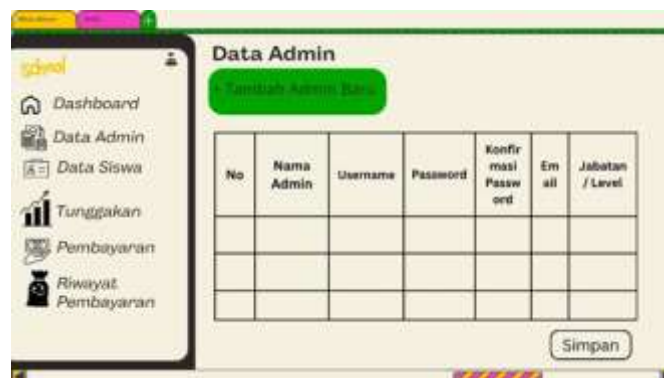 school
Dashboard
Data Admin
Data Siswa
Tunggakan
Pembayaran
Riwayat
Pembayaran
Data Admin
+ Tambah Admin Baru
No
Nama
Admin
Username
Password
Konfir
masi
Passw
ord
Em
ail
Jabatan
/ Level
Simpan